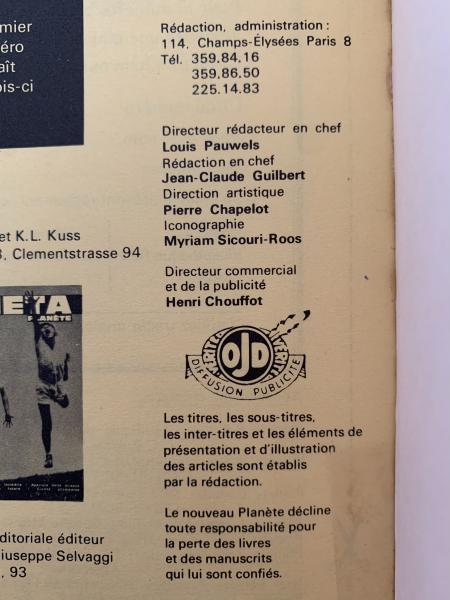 mier
éro
aît
ois-ci
et K.L. Kuss
, Clementstrasse 94
ETA
PLANÈTE
ditoriale éditeur
iuseppe Selvaggi
. 93
Rédaction, administration :
114, Champs-Élysées Paris 8
Tél. 359.84.16
359.86.50
225.14.83
Directeur rédacteur en chef
Louis Pauwels
Rédaction en chef
Jean-Claude Guilbert
Direction artistique
Pierre Chapelot
Iconographie
Myriam Sicouri-Roos
Directeur commercial
et de la publicité
Henri Chouffot
OJD
DIFFUSION PUBLICITÉ
Les titres, les sous-titres,
les inter-titres et les éléments de
présentation et d'illustration
des articles sont établis
par la rédaction.
Le nouveau Planète décline
toute responsabilité pour
la perte des livres
et des manuscrits
qui lui sont confiés.